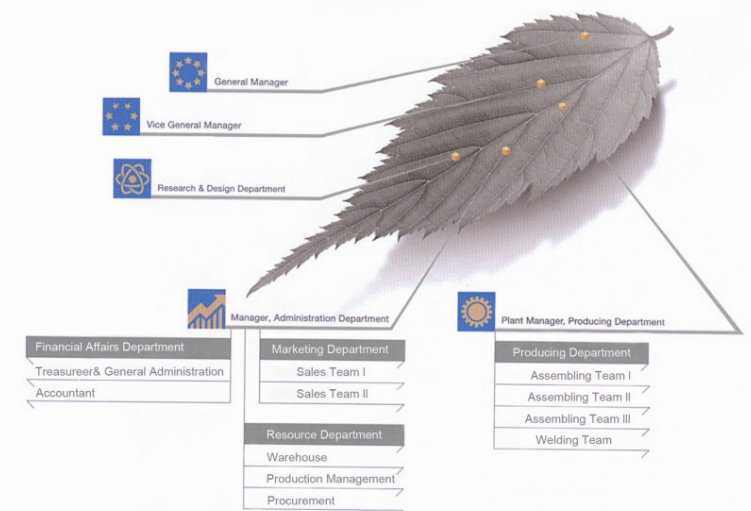 General Manager
Vice General Manager
Research & Design Department
Manager, Administration Department
Plant Manager, Producing Department
Financial Affairs Department
Treasureer& General Administration
Accountant
Marketing Department
Sales Team I
Sales Team II
Resource Department
Warehouse
Production Management
Procurement
Producing Department
Assembling Team I
Assembling Team II
Assembling Team III
Welding Team